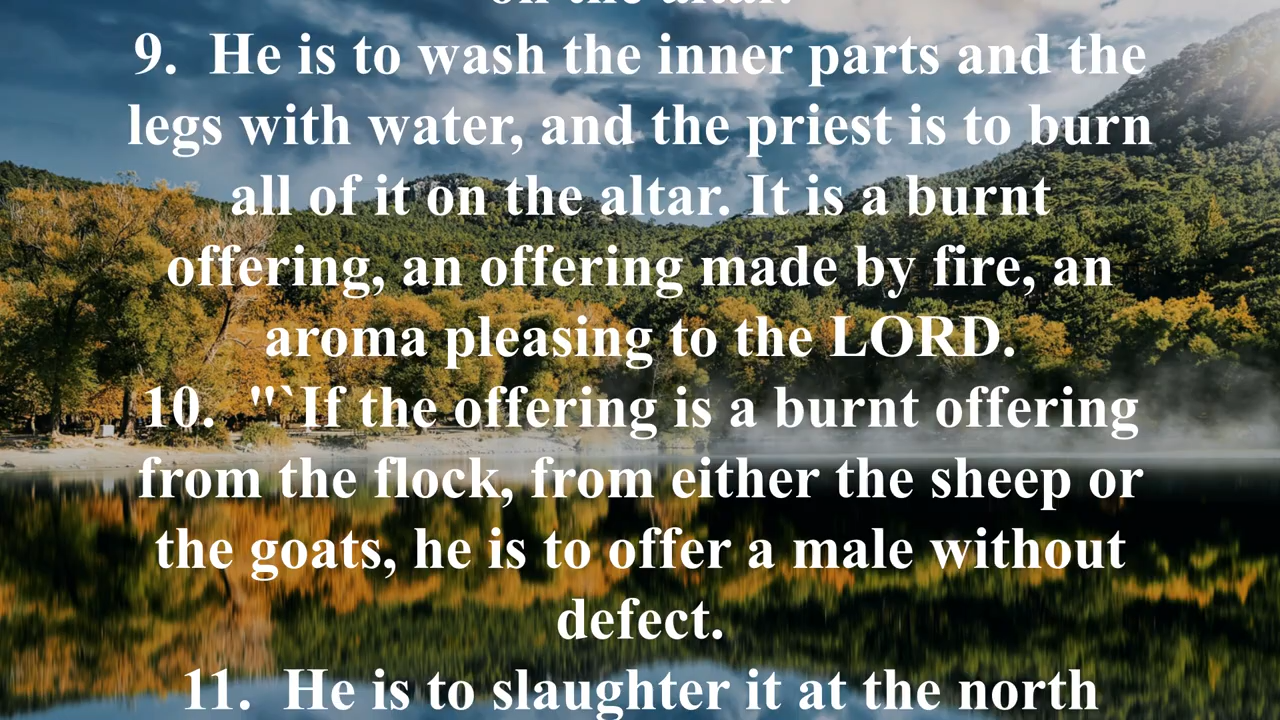 on the altar.
9.  He is to wash the inner parts and the
legs with water, and the priest is to burn
all of it on the altar. It is a burnt
offering, an offering made by fire, an
aroma pleasing to the LORD.
10.  "`If the offering is a burnt offering
from the flock, from either the sheep or
the goats, he is to offer a male without
defect.
11.  He is to slaughter it at the north